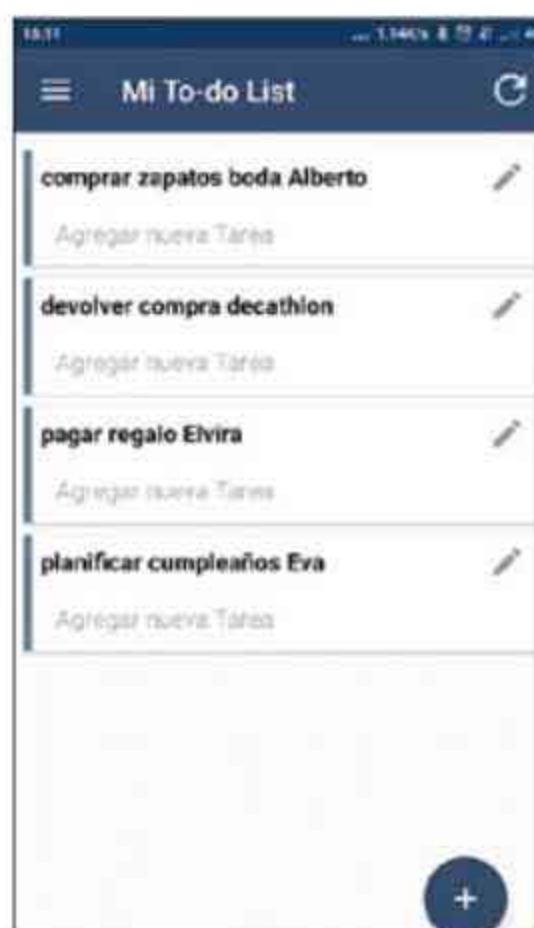 Mi To-do List
comprar zapatos boda Alberto
Agregar nueva Tarea
devolver compra decathlon
Agregar nueva Tarea
pagar regalo Elvira
Agregar nueva Tarea
planificar cumpleaños Eva
Agregar nueva Tarea
+